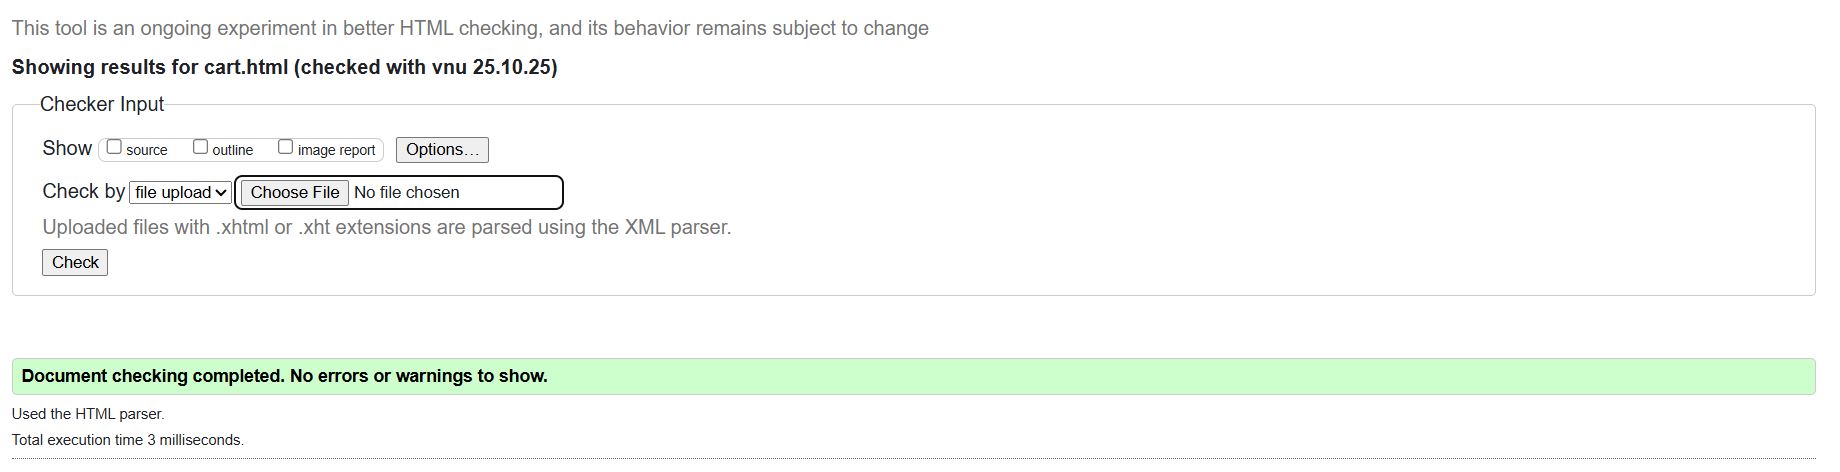 This tool is an ongoing experiment in better HTML checking, and its behavior remains subject to change
Showing results for cart.html (checked with vnu 25.10.25)
Checker Input
Show source outline image report Options...
Check by file upload Choose File No file chosen
Uploaded files with .xhtml or .xht extensions are parsed using the XML parser.
Check
Document checking completed. No errors or warnings to show.
Used the HTML parser.
Total execution time 3 milliseconds.